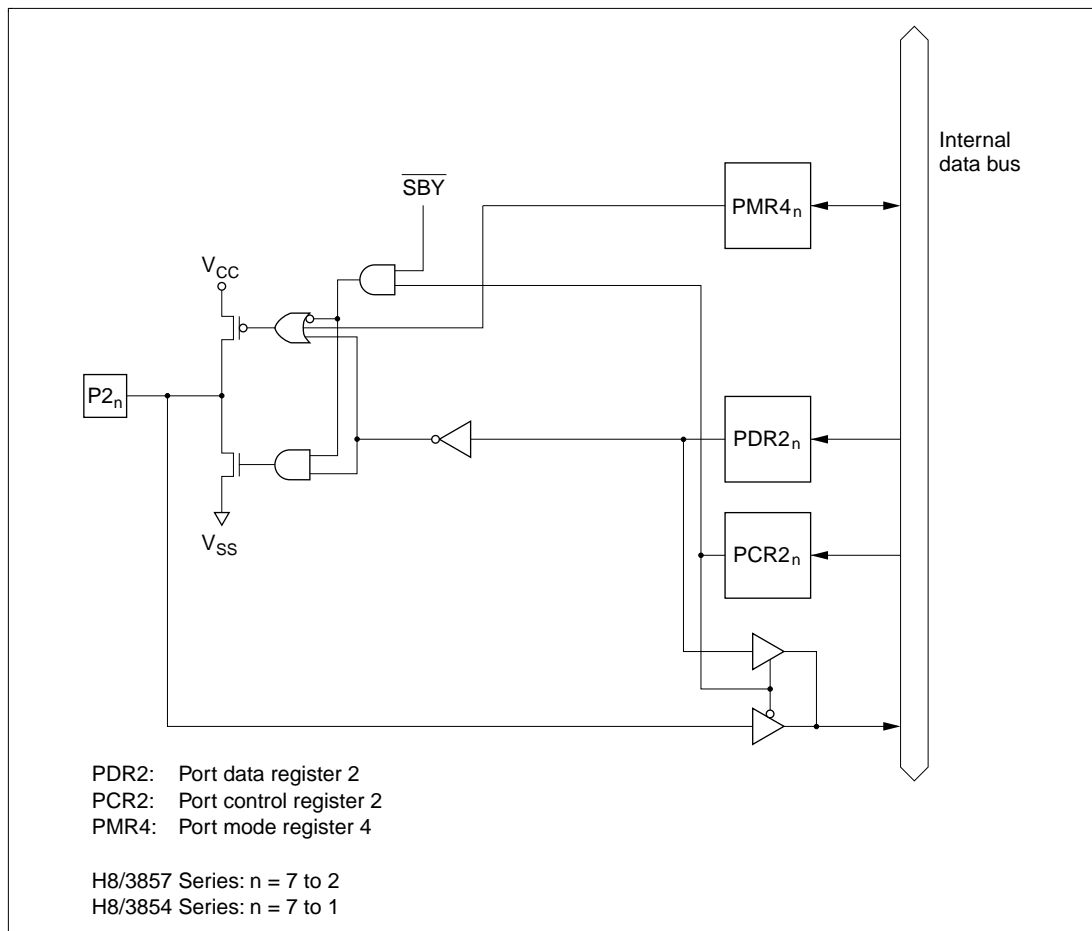 Internal
data bus
SBY
PMR4n
VCC
P2n
PDR2n
VSS
PCR2n
PDR2: Port data register 2
PCR2: Port control register 2
PMR4: Port mode register 4
H8/3857 Series: n = 7 to 2
H8/3854 Series: n = 7 to 1